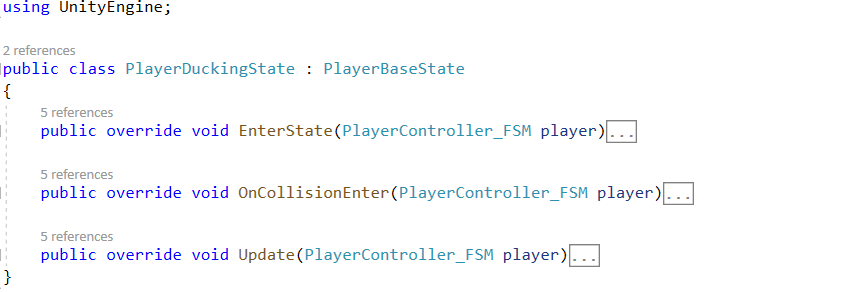 using UnityEngine;
2 references
public class PlayerDuckingState : PlayerBaseState
{
5 references
public override void EnterState(PlayerController_FSM player)...
5 references
public override void OnCollisionEnter(PlayerController_FSM player)...
5 references
public override void Update(PlayerController_FSM player)...
}